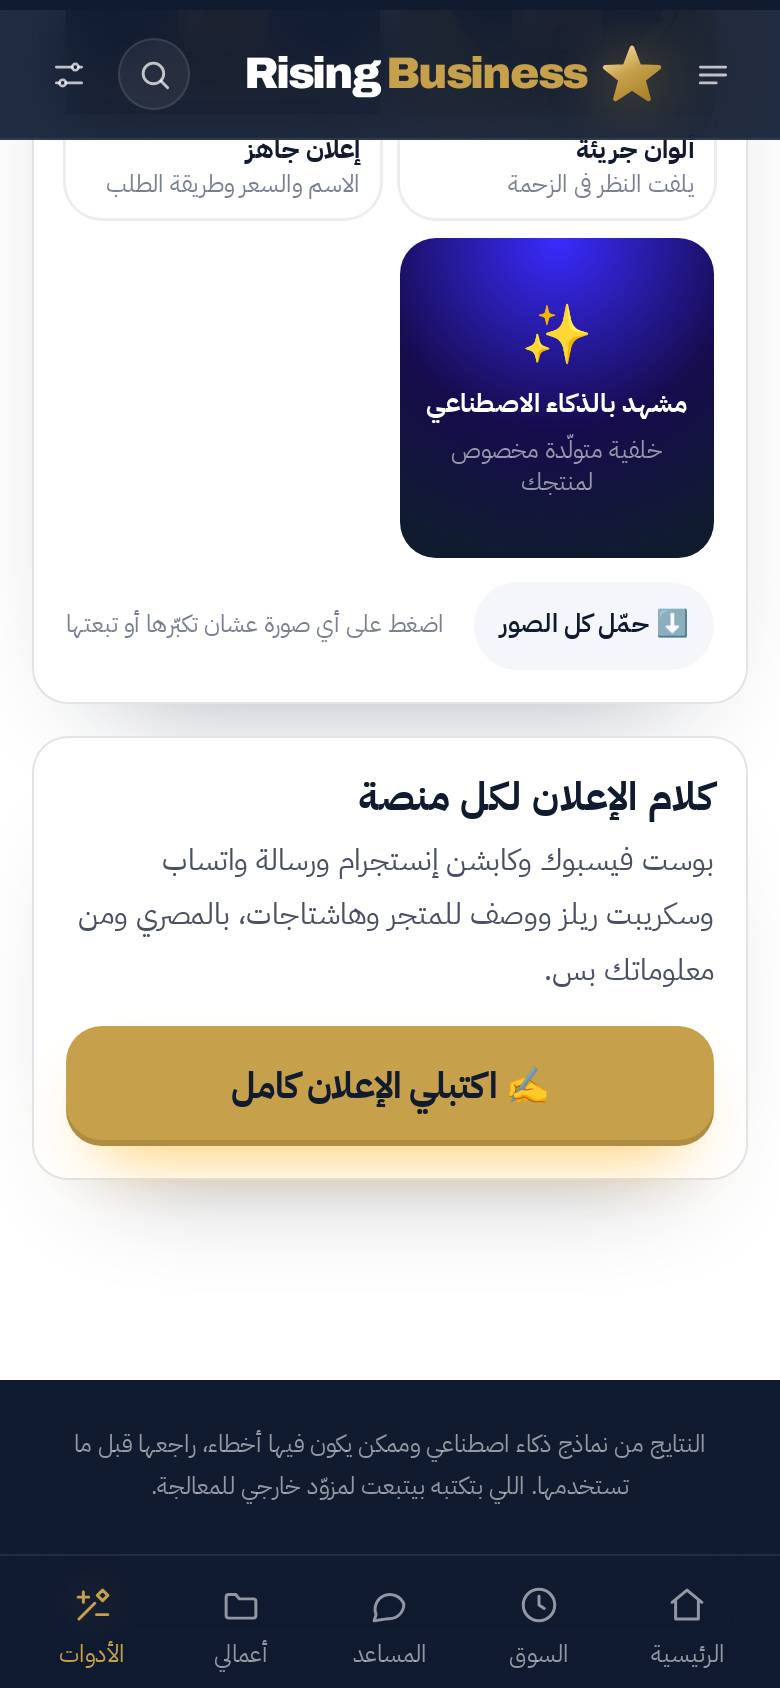 Rising Business
ألوان جريئة
يلفت النظر في الزحمة
إعلان جاهز
الاسم والسعر وطريقة الطلب
مشهد بالذكاء الاصطناعي
خلفية متولّدة مخصوص
لمنتجك
⬇️ حمّل كل الصور
اضغط على أي صورة عشان تكبّرها أو تبعتها
كلام الإعلان لكل منصة
بوست فيسبوك وكابشن إنستجرام ورسالة واتساب
وسكريبت ريلز ووصف للمتجر وهاشتاجات، بالمصري ومن
معلوماتك بس.
✍️ اكتبلي الإعلان كامل
النتايج من نماذج ذكاء اصطناعي وممكن يكون فيها أخطاء، راجعها قبل ما
تستخدمها. اللي بتكتبه بيتبعت لمزوّد خارجي للمعالجة.
الرئيسية
السوق
المساعد
أعمالي
الأدوات